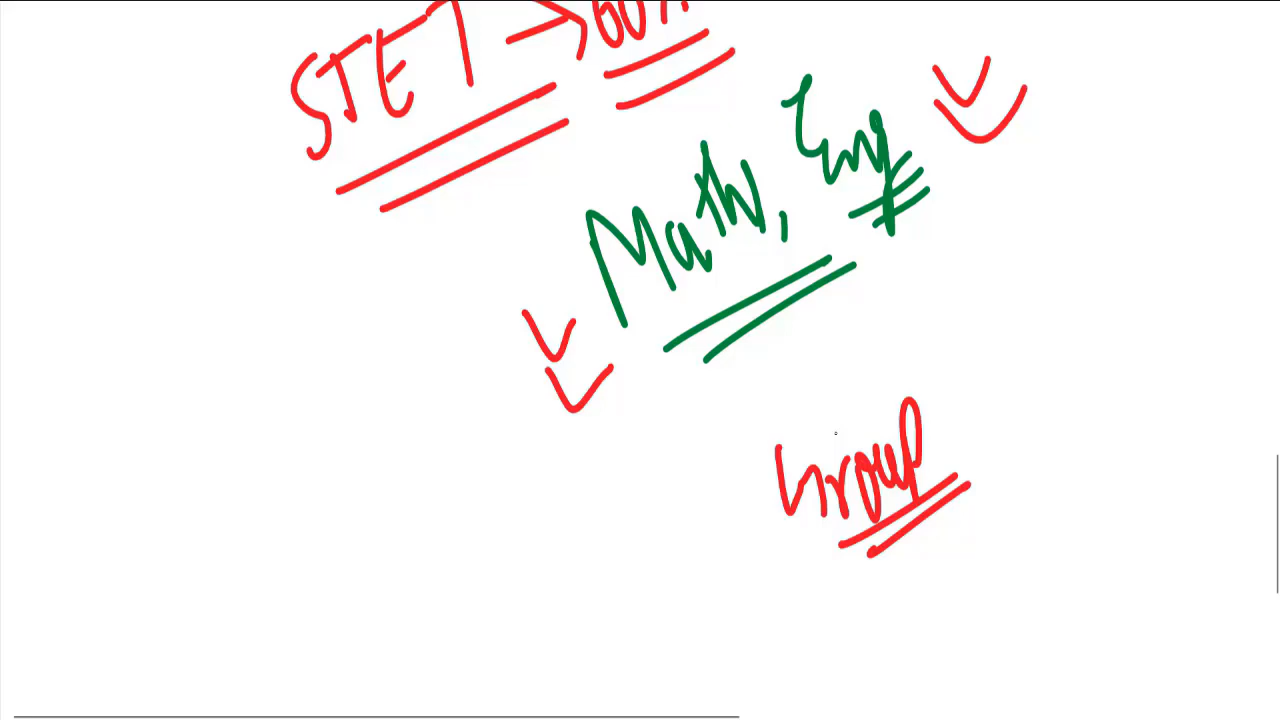 STET → 60%
Math, Eng
Group